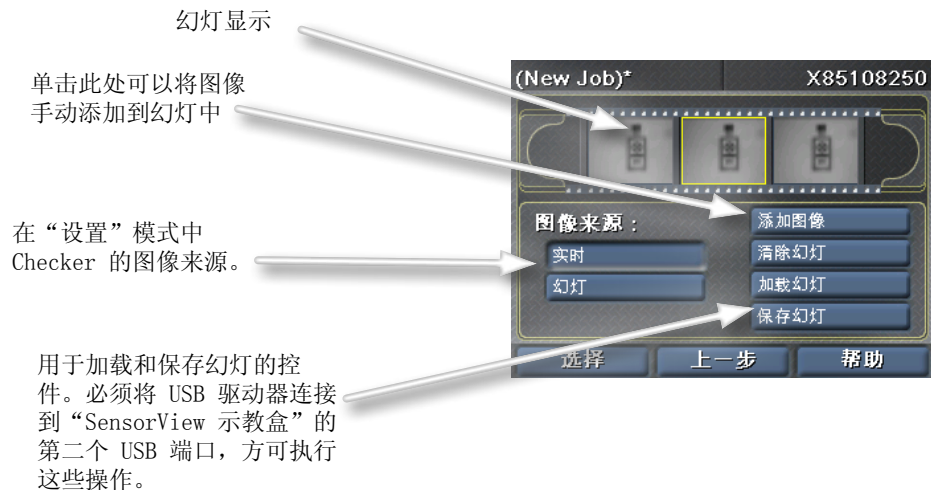 幻灯显示
单击此处可以将图像
手动添加到幻灯中
在“设置”模式中
Checker 的图像来源。
用于加载和保存幻灯的控
件。必须将 USB 驱动器连接
到“SensorView 示教盒”的
第二个 USB 端口，方可执行
这些操作。
(New Job)*
X85108250
图像来源：
实时
幻灯
添加图像
清除幻灯
加载幻灯
保存幻灯
选择
上一步
帮助